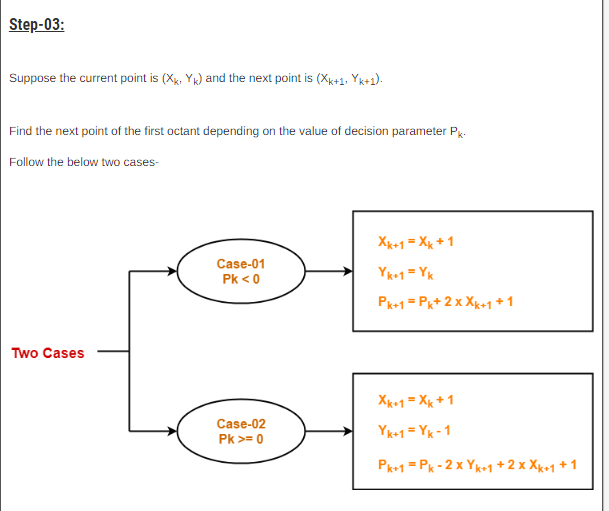 Step-03:
Suppose the current point is (Xk, Yk) and the next point is (Xk+1, Yk+1).
Find the next point of the first octant depending on the value of decision parameter Pk.
Follow the below two cases-
Xk+1 = Xk + 1
Case-01
Pk < 0
Yk+1 = Yk
Pk+1 = Pk+ 2 x Xk+1 + 1
Two Cases
Xk+1 = Xk + 1
Case-02
Pk >= 0
Yk+1 = Yk - 1
Pk+1 = Pk - 2 x Yk+1 + 2 x Xk+1 + 1